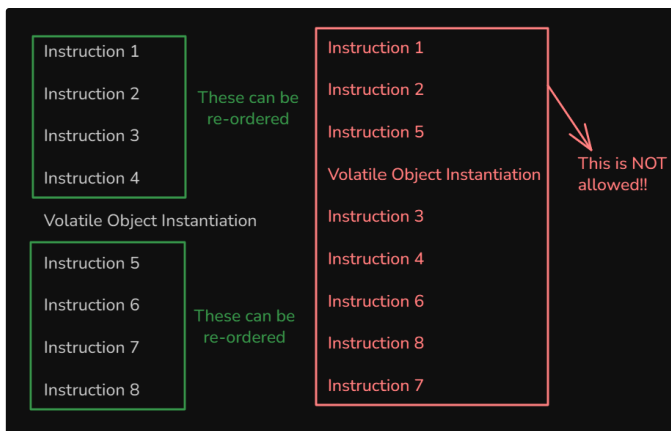 Instruction 1
Instruction 2
Instruction 3
Instruction 4
These can be
re-ordered
Volatile Object Instantiation
Instruction 5
Instruction 6
Instruction 7
Instruction 8
These can be
re-ordered
Instruction 1
Instruction 2
Instruction 5
Volatile Object Instantiation
Instruction 3
Instruction 4
Instruction 6
Instruction 8
Instruction 7
This is NOT
allowed!!